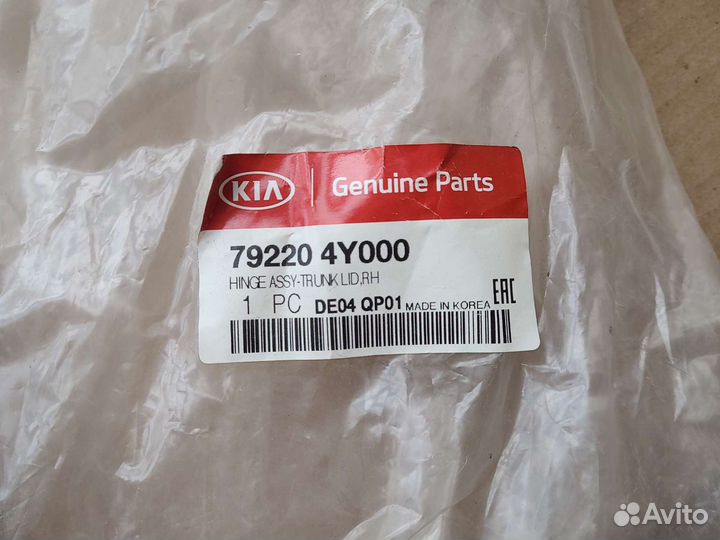 KIA Genuine Parts
79220 4Y000
HINGE ASSY-TRUNK LID,RH
1 PC DE04 QP01 MADE IN KOREA EAC
Avito